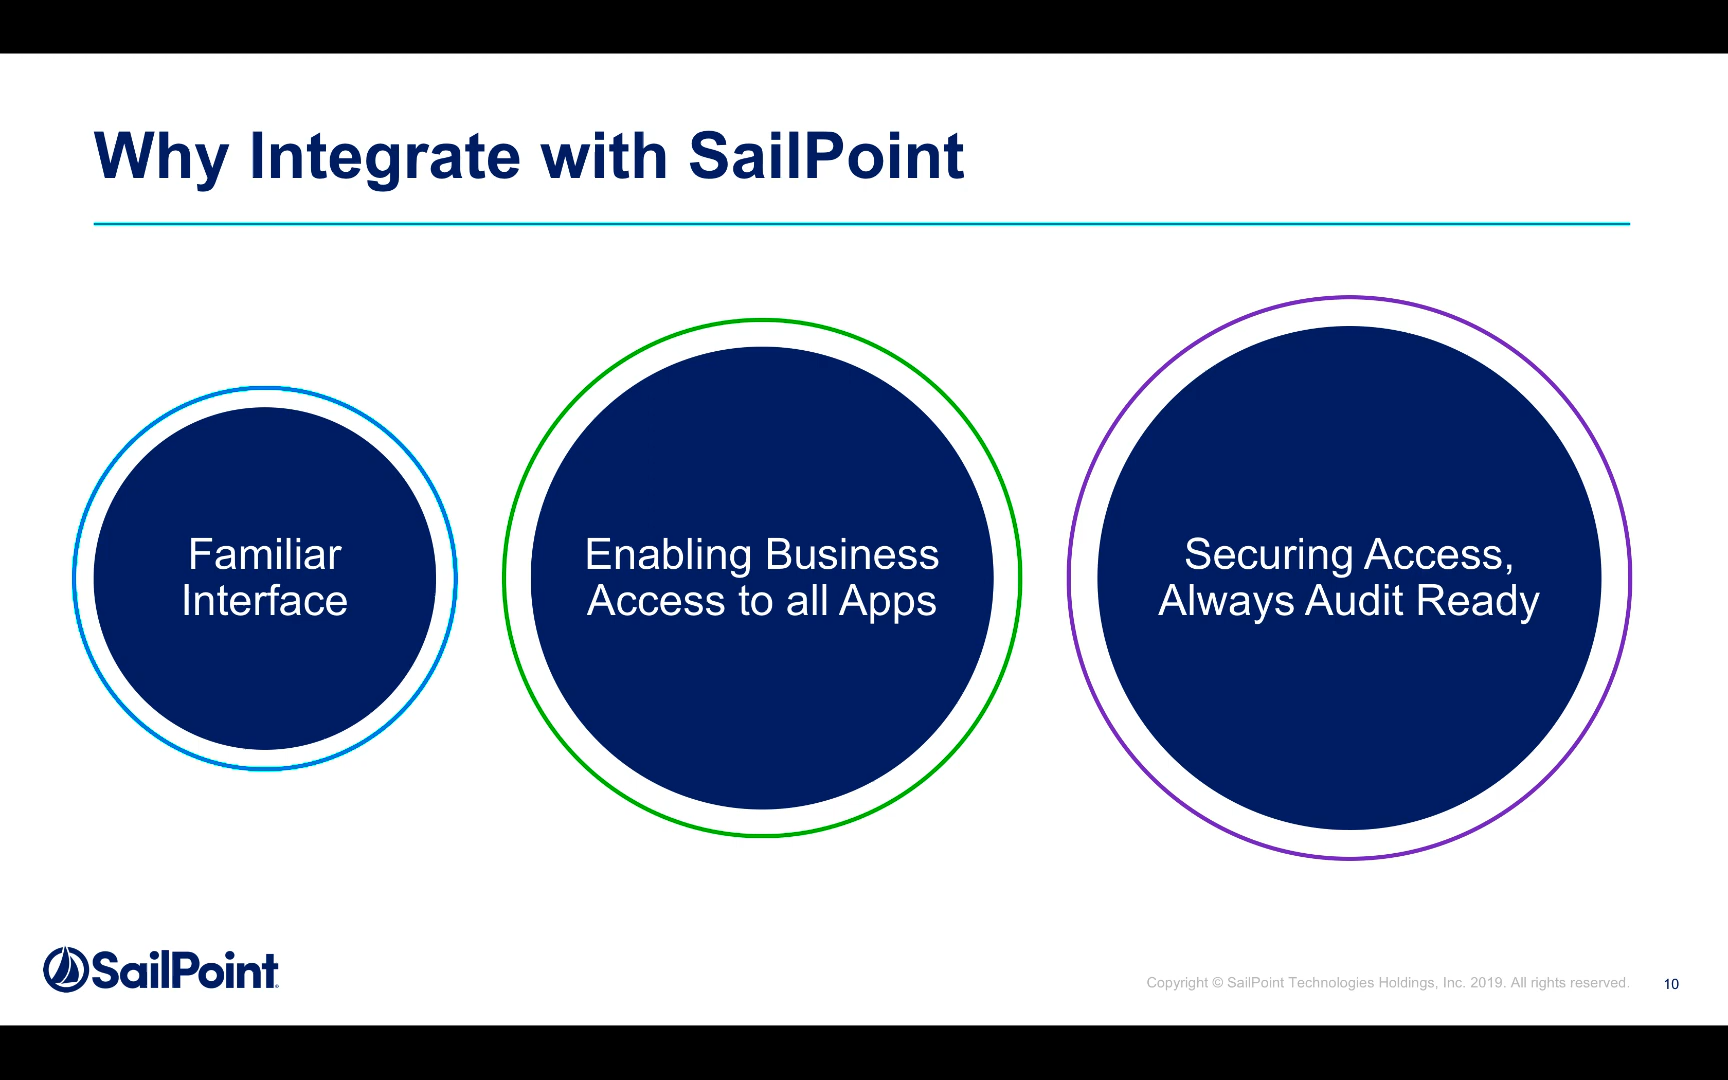 Why Integrate with SailPoint
Familiar
Interface
Enabling Business
Access to all Apps
Securing Access,
Always Audit Ready
SailPoint
Copyright © SailPoint Technologies Holdings, Inc. 2019. All rights reserved.
10